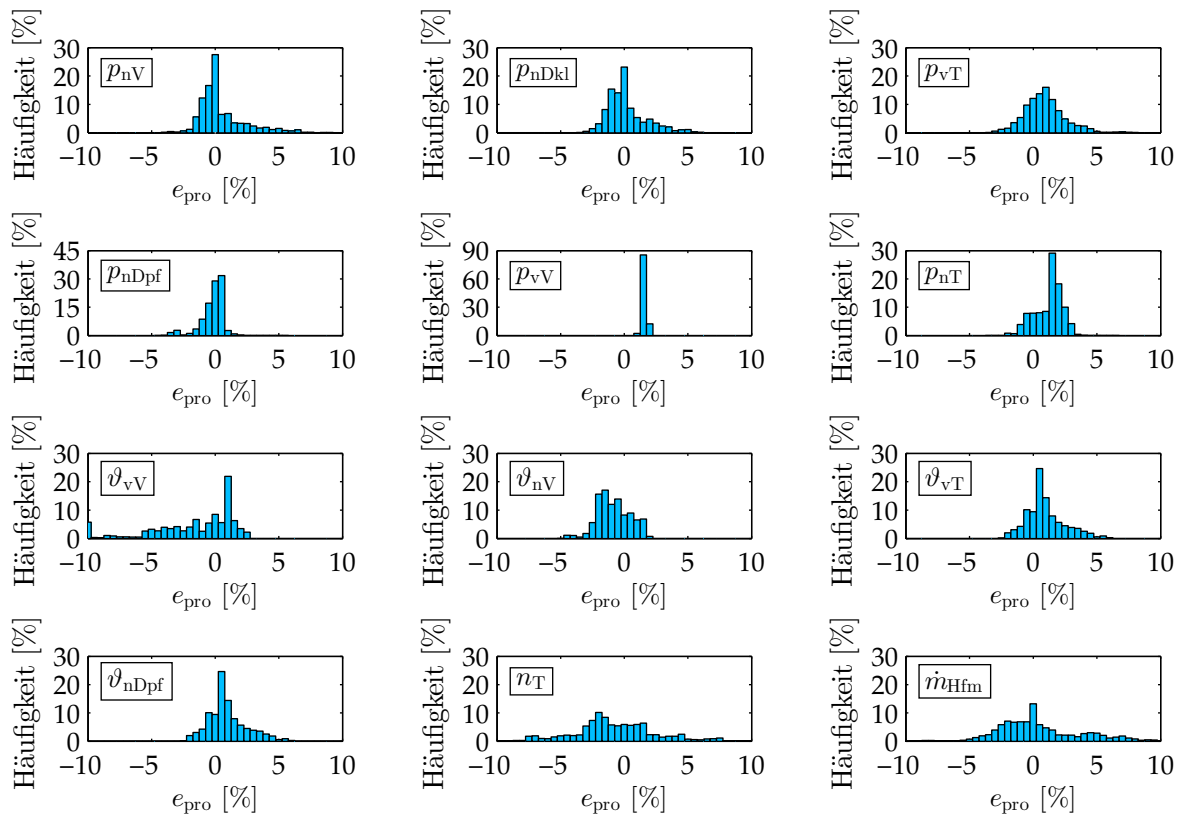 Häufigkeit [%]
30
20
10
0
p_nV
−10 −5 0 5 10
e_pro [%]
Häufigkeit [%]
30
20
10
0
p_nDkl
−10 −5 0 5 10
e_pro [%]
Häufigkeit [%]
30
20
10
0
p_vT
−10 −5 0 5 10
e_pro [%]
Häufigkeit [%]
45
30
15
0
p_nDpf
−10 −5 0 5 10
e_pro [%]
Häufigkeit [%]
90
60
30
0
p_vV
−10 −5 0 5 10
e_pro [%]
Häufigkeit [%]
30
20
10
0
p_nT
−10 −5 0 5 10
e_pro [%]
Häufigkeit [%]
30
20
10
0
ϑ_vV
−10 −5 0 5 10
e_pro [%]
Häufigkeit [%]
30
20
10
0
ϑ_nV
−10 −5 0 5 10
e_pro [%]
Häufigkeit [%]
30
20
10
0
ϑ_vT
−10 −5 0 5 10
e_pro [%]
Häufigkeit [%]
30
20
10
0
ϑ_nDpf
−10 −5 0 5 10
e_pro [%]
Häufigkeit [%]
30
20
10
0
n_T
−10 −5 0 5 10
e_pro [%]
Häufigkeit [%]
30
20
10
0
ṁ_Hfm
−10 −5 0 5 10
e_pro [%]